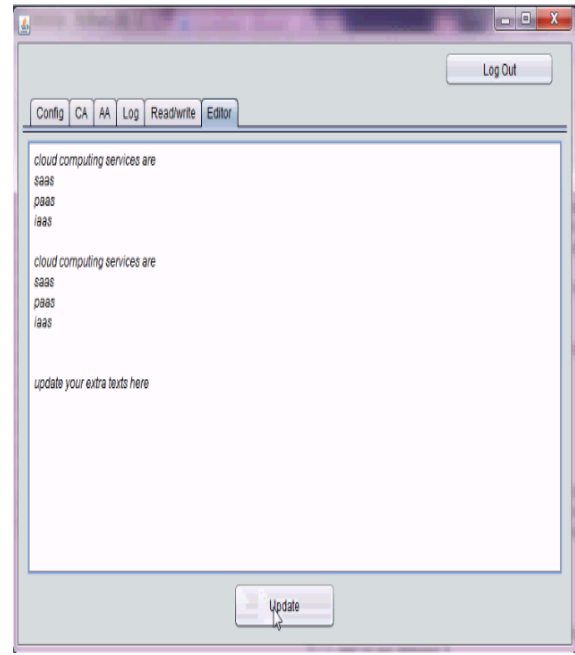 Log Out
Config CA AA Log Read/write Editor
cloud computing services are
saas
paas
iaas
cloud computing services are
saas
paas
iaas
update your extra texts here
Update